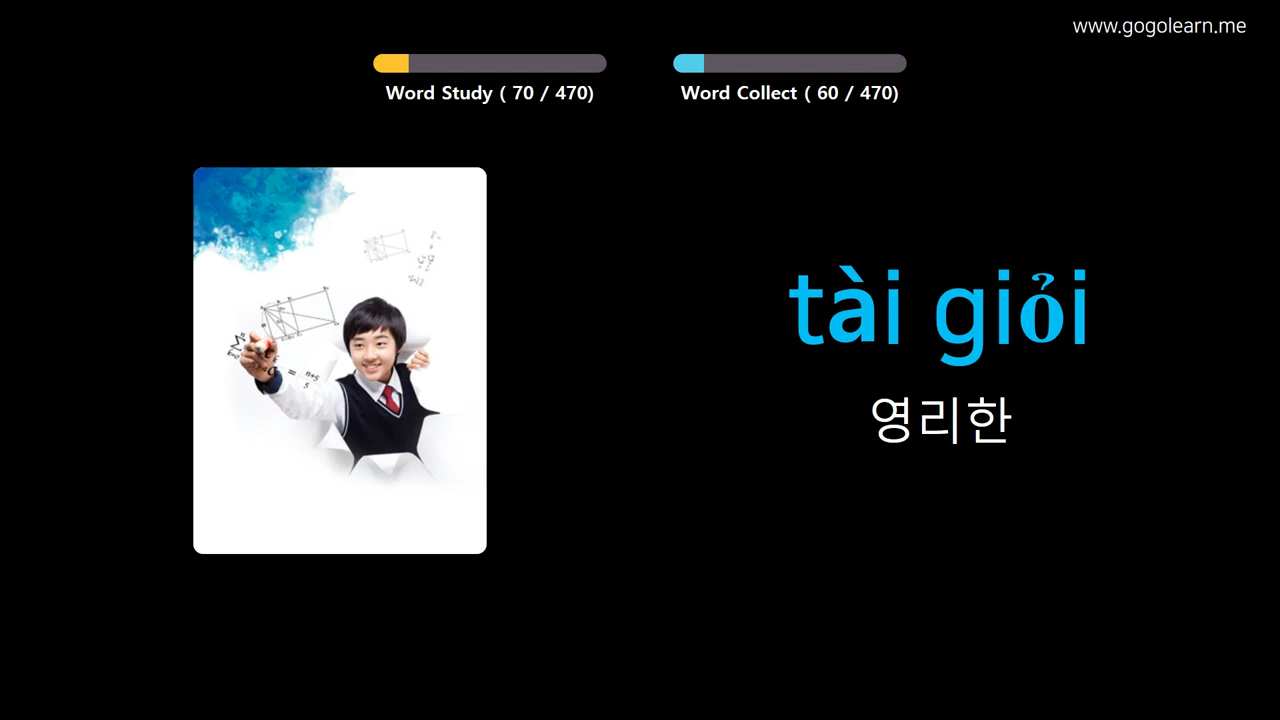 www.gogolearn.me
Word Study ( 70 / 470)
Word Collect ( 60 / 470)
tài giỏi
영리한